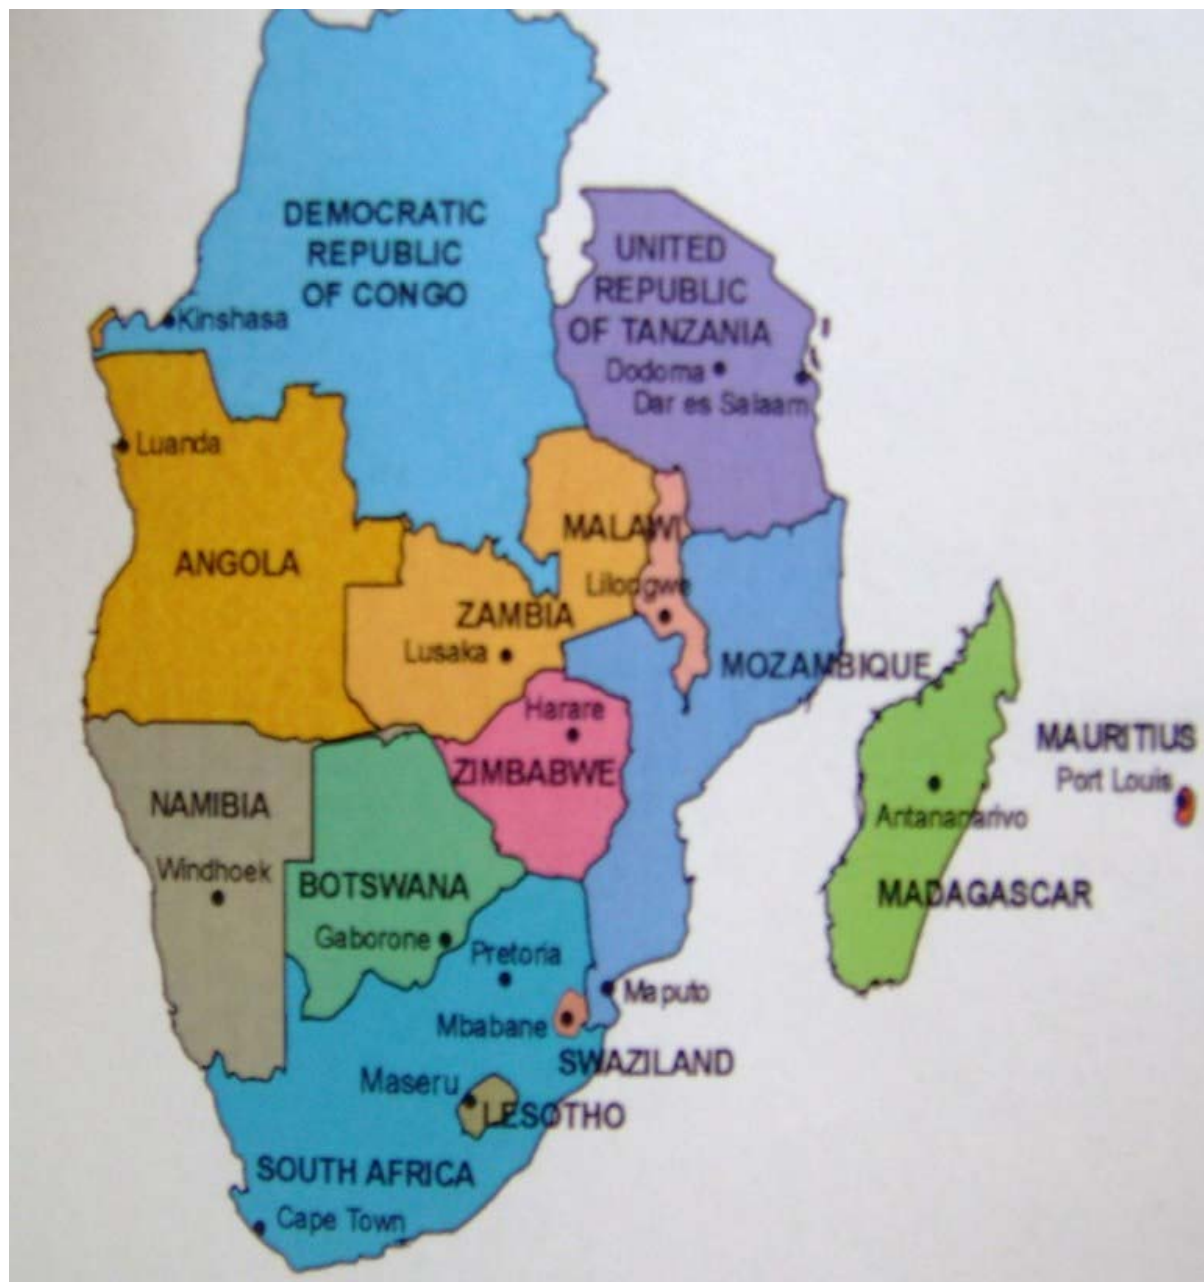 DEMOCRATIC
REPUBLIC
OF CONGO
Kinshasa
UNITED
REPUBLIC
OF TANZANIA
Dodoma
Dar es Salaam
Luanda
ANGOLA
MALAWI
Lilongwe
ZAMBIA
Lusaka
MOZAMBIQUE
Harare
ZIMBABWE
MAURITIUS
Port Louis
NAMIBIA
Windhoek
Antananarivo
MADAGASCAR
BOTSWANA
Gaborone
Pretoria
Maputo
Mbabane
SWAZILAND
Maseru
LESOTHO
SOUTH AFRICA
Cape Town